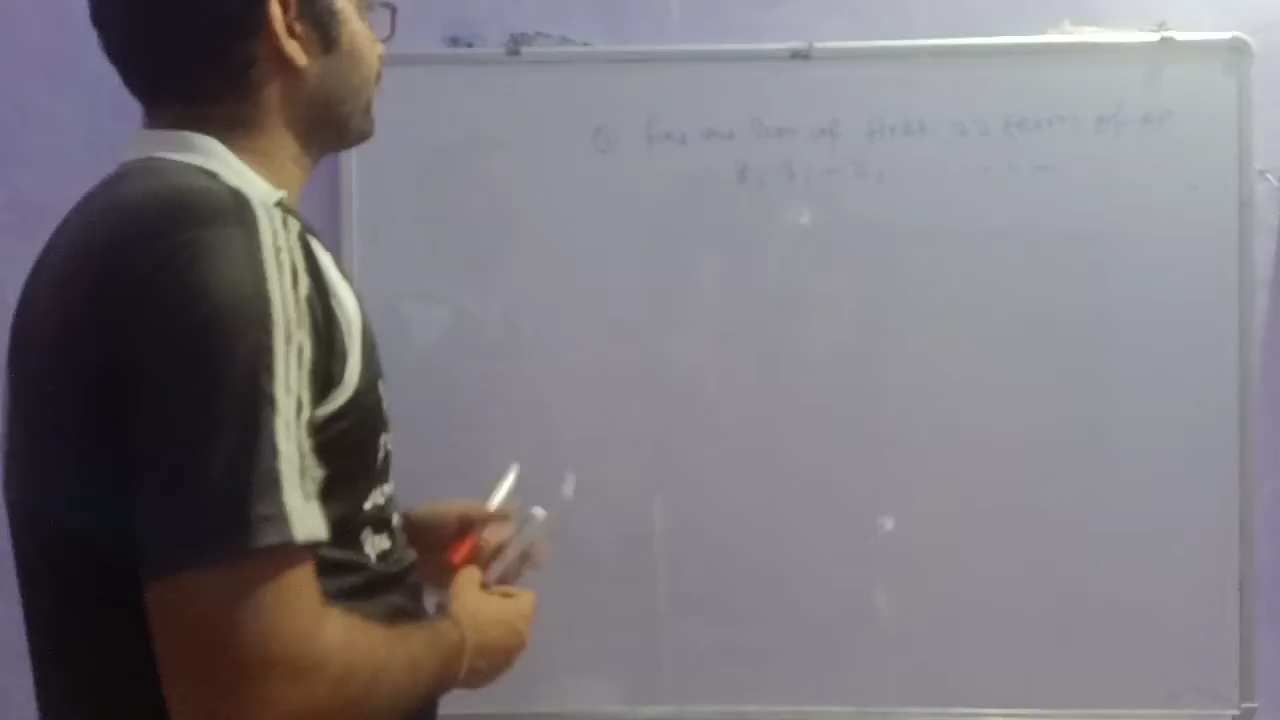 ① Find the Sum of first 22 terms of AP
8, 3, -2, - - -